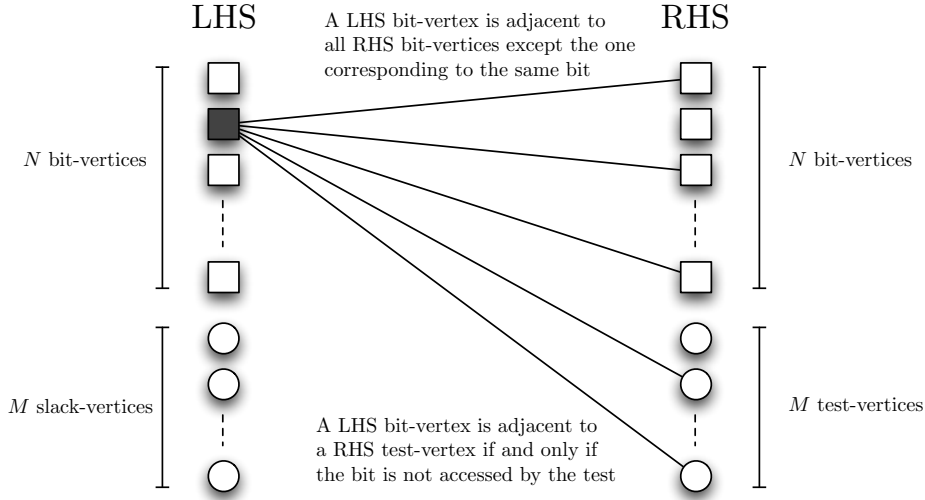 LHS
A LHS bit-vertex is adjacent to
all RHS bit-vertices except the one
corresponding to the same bit
RHS
N bit-vertices
N bit-vertices
M slack-vertices
M test-vertices
A LHS bit-vertex is adjacent to
a RHS test-vertex if and only if
the bit is not accessed by the test